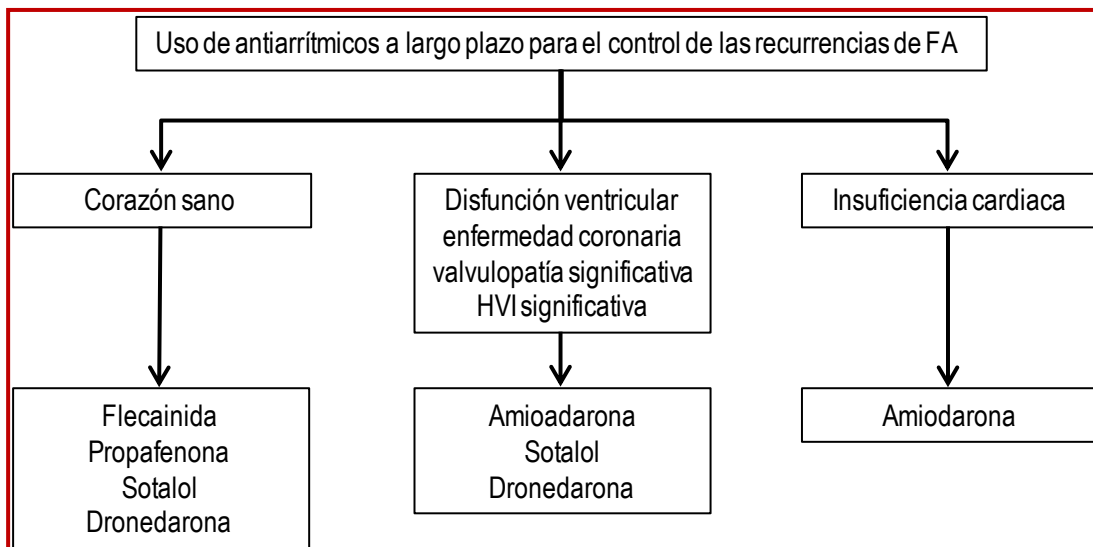 Uso de antiarrítmicos a largo plazo para el control de las recurrencias de FA
Corazón sano
Disfunción ventricular
enfermedad coronaria
valvulopatía significativa
HVI significativa
Insuficiencia cardiaca
Flecainida
Propafenona
Sotalol
Dronedarona
Amioadarona
Sotalol
Dronedarona
Amiodarona